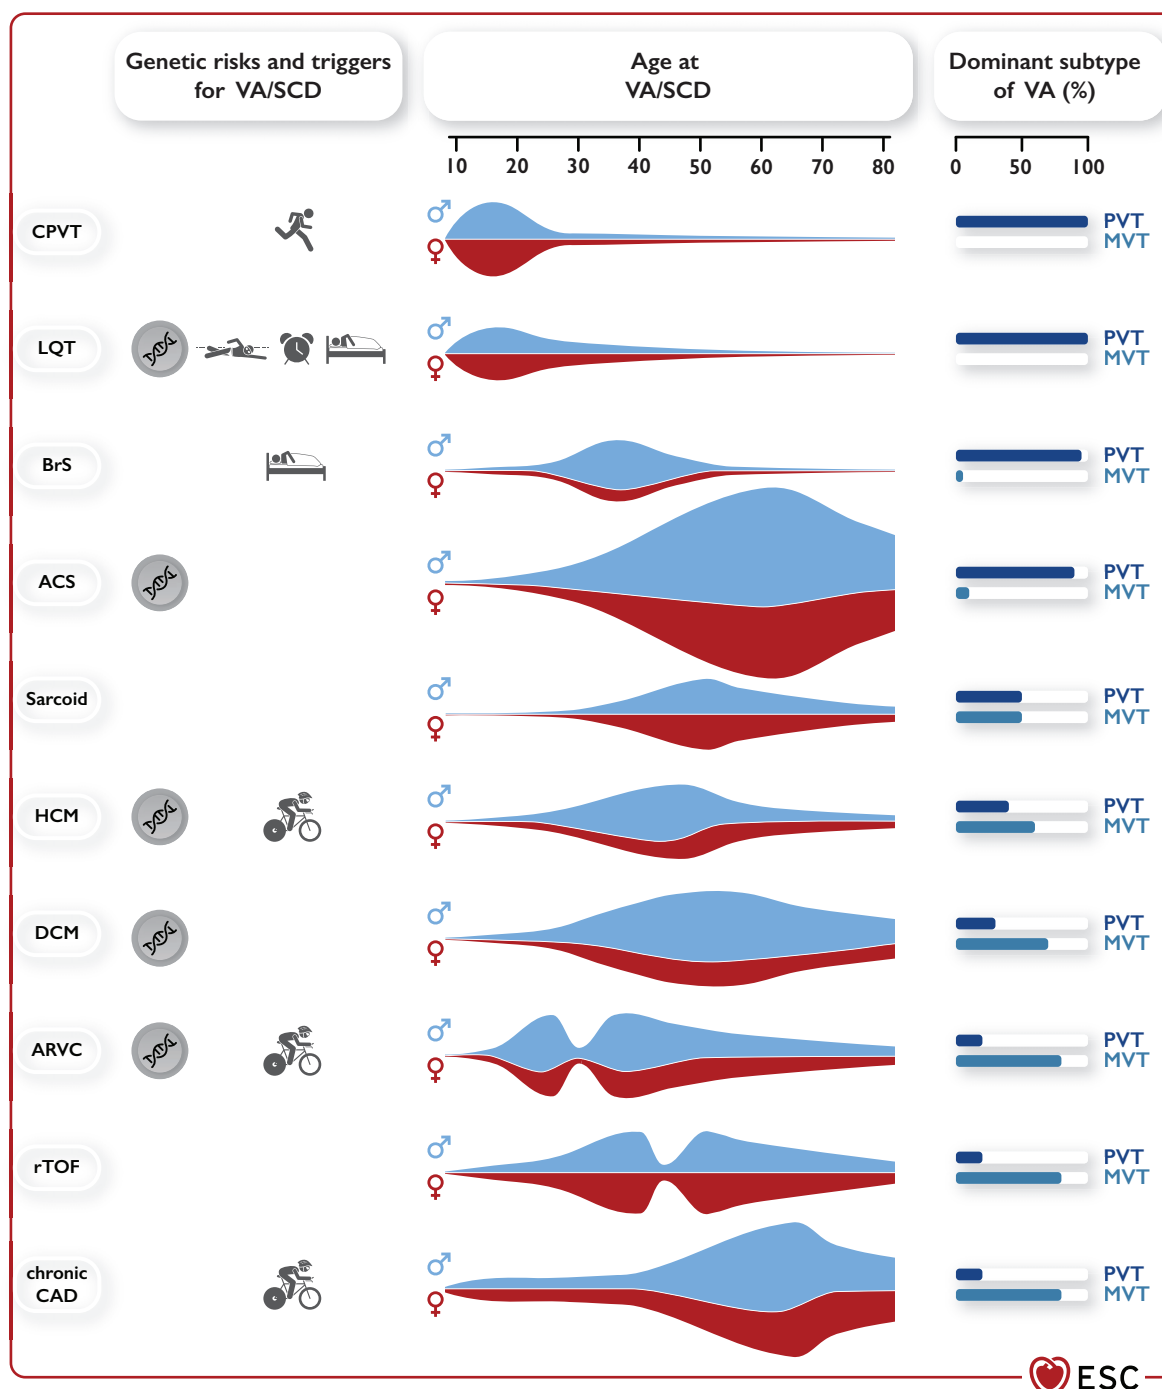 Genetic risks and triggers
for VA/SCD
Age at
VA/SCD
Dominant subtype
of VA (%)
10 20 30 40 50 60 70 80
0 50 100
CPVT
PVT
MVT
LQT
PVT
MVT
BrS
PVT
MVT
ACS
PVT
MVT
Sarcoid
PVT
MVT
HCM
PVT
MVT
DCM
PVT
MVT
ARVC
PVT
MVT
rTOF
PVT
MVT
chronic
CAD
PVT
MVT
ESC